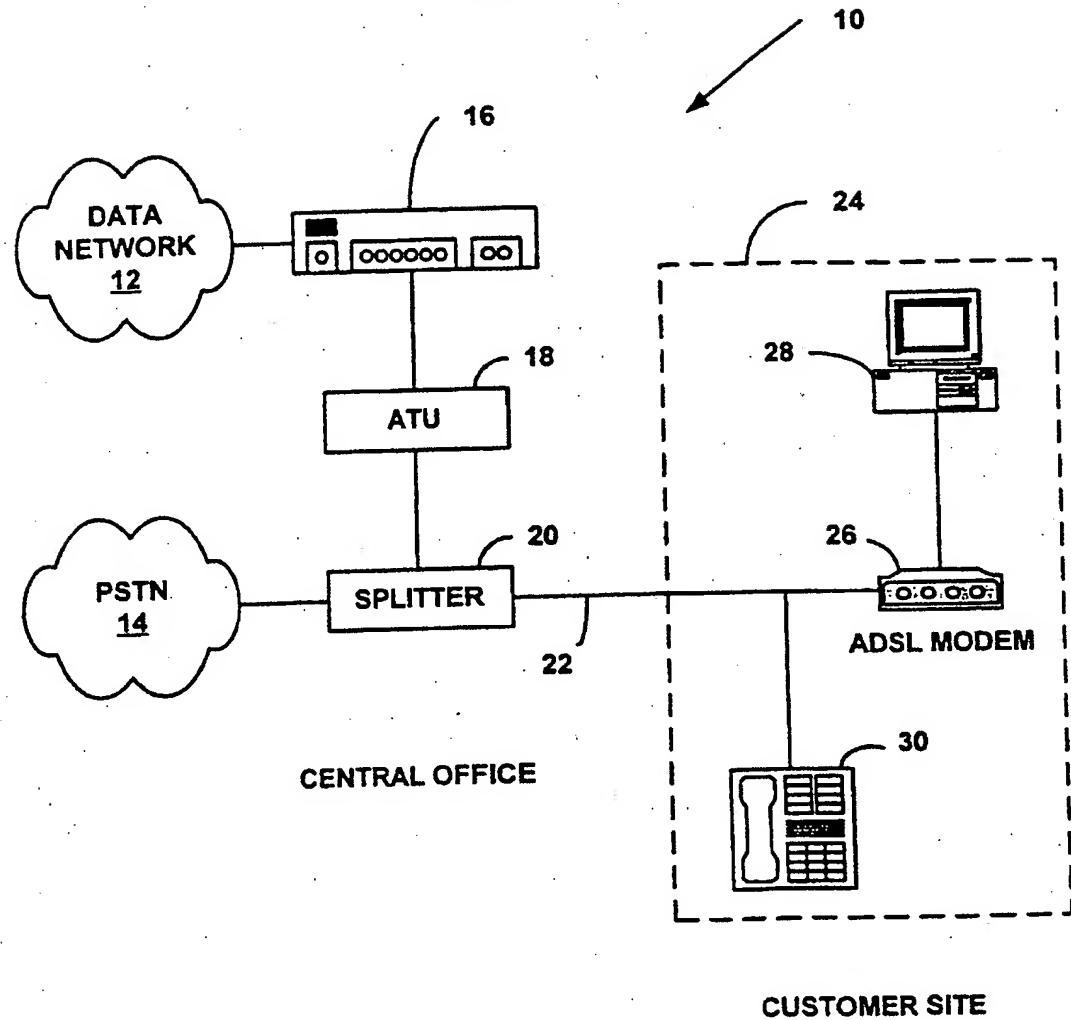 10
16
DATA
NETWORK
12
24
18
28
ATU
20
26
PSTN
14
SPLITTER
22
ADSL MODEM
30
CENTRAL OFFICE
CUSTOMER SITE